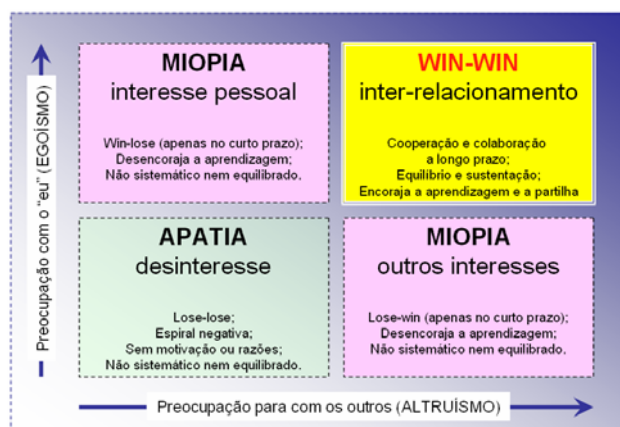 Preocupação com o "eu" (EGOÍSMO)
MIOPIA
interesse pessoal
Win-lose (apenas no curto prazo);
Desencoraja a aprendizagem;
Não sistemático nem equilibrado.
WIN-WIN
inter-relacionamento
Cooperação e colaboração
a longo prazo;
Equilíbrio e sustentação;
Encoraja a aprendizagem e a partilha
APATIA
desinteresse
Lose-lose;
Espiral negativa;
Sem motivação ou razões;
Não sistemático nem equilibrado.
MIOPIA
outros interesses
Lose-win (apenas no curto prazo);
Desencoraja a aprendizagem;
Não sistemático nem equilibrado.
Preocupação para com os outros (ALTRUÍSMO)